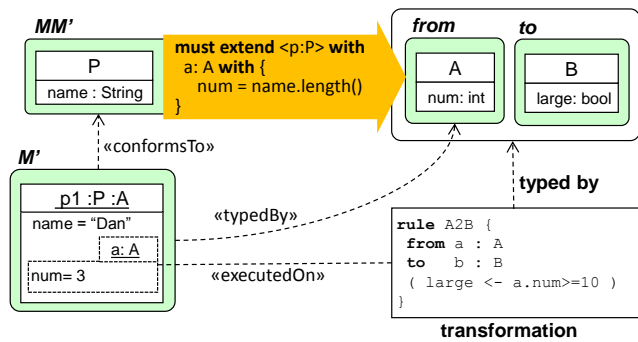 MM’
P
name : String
must extend <p:P> with
a: A with {
num = name.length()
}
from
to
A
num: int
B
large: bool
«conformsTo»
M’
p1 :P :A
name = “Dan”
a: A
num= 3
«typedBy»
«executedOn»
typed by
rule A2B {
from a : A
to b : B
( large <- a.num>=10 )
}
transformation